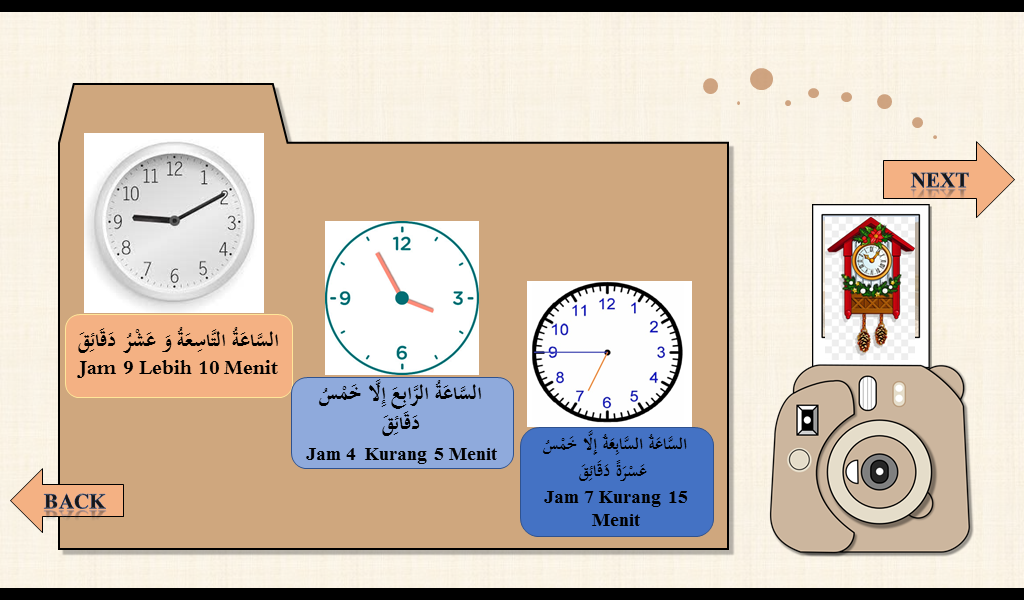 NEXT
12
1
2
3
4
5
6
7
8
9
10
11
السَّاعَةُ التَّاسِعَةُ وَ عَشْرُ دَقَائِقَ
Jam 9 Lebih 10 Menit
12
3
6
9
السَّاعَةُ الرَّابِعَ إِلَّا خَمْسُ
دَقَائِقَ
Jam 4 Kurang 5 Menit
12
1
2
3
4
5
6
7
8
9
10
11
السَّاعَةُ السَّابِعَةُ إِلَّا خَمْسُ
عَسْرَةَ دَقَائِقَ
Jam 7 Kurang 15
Menit
BACK